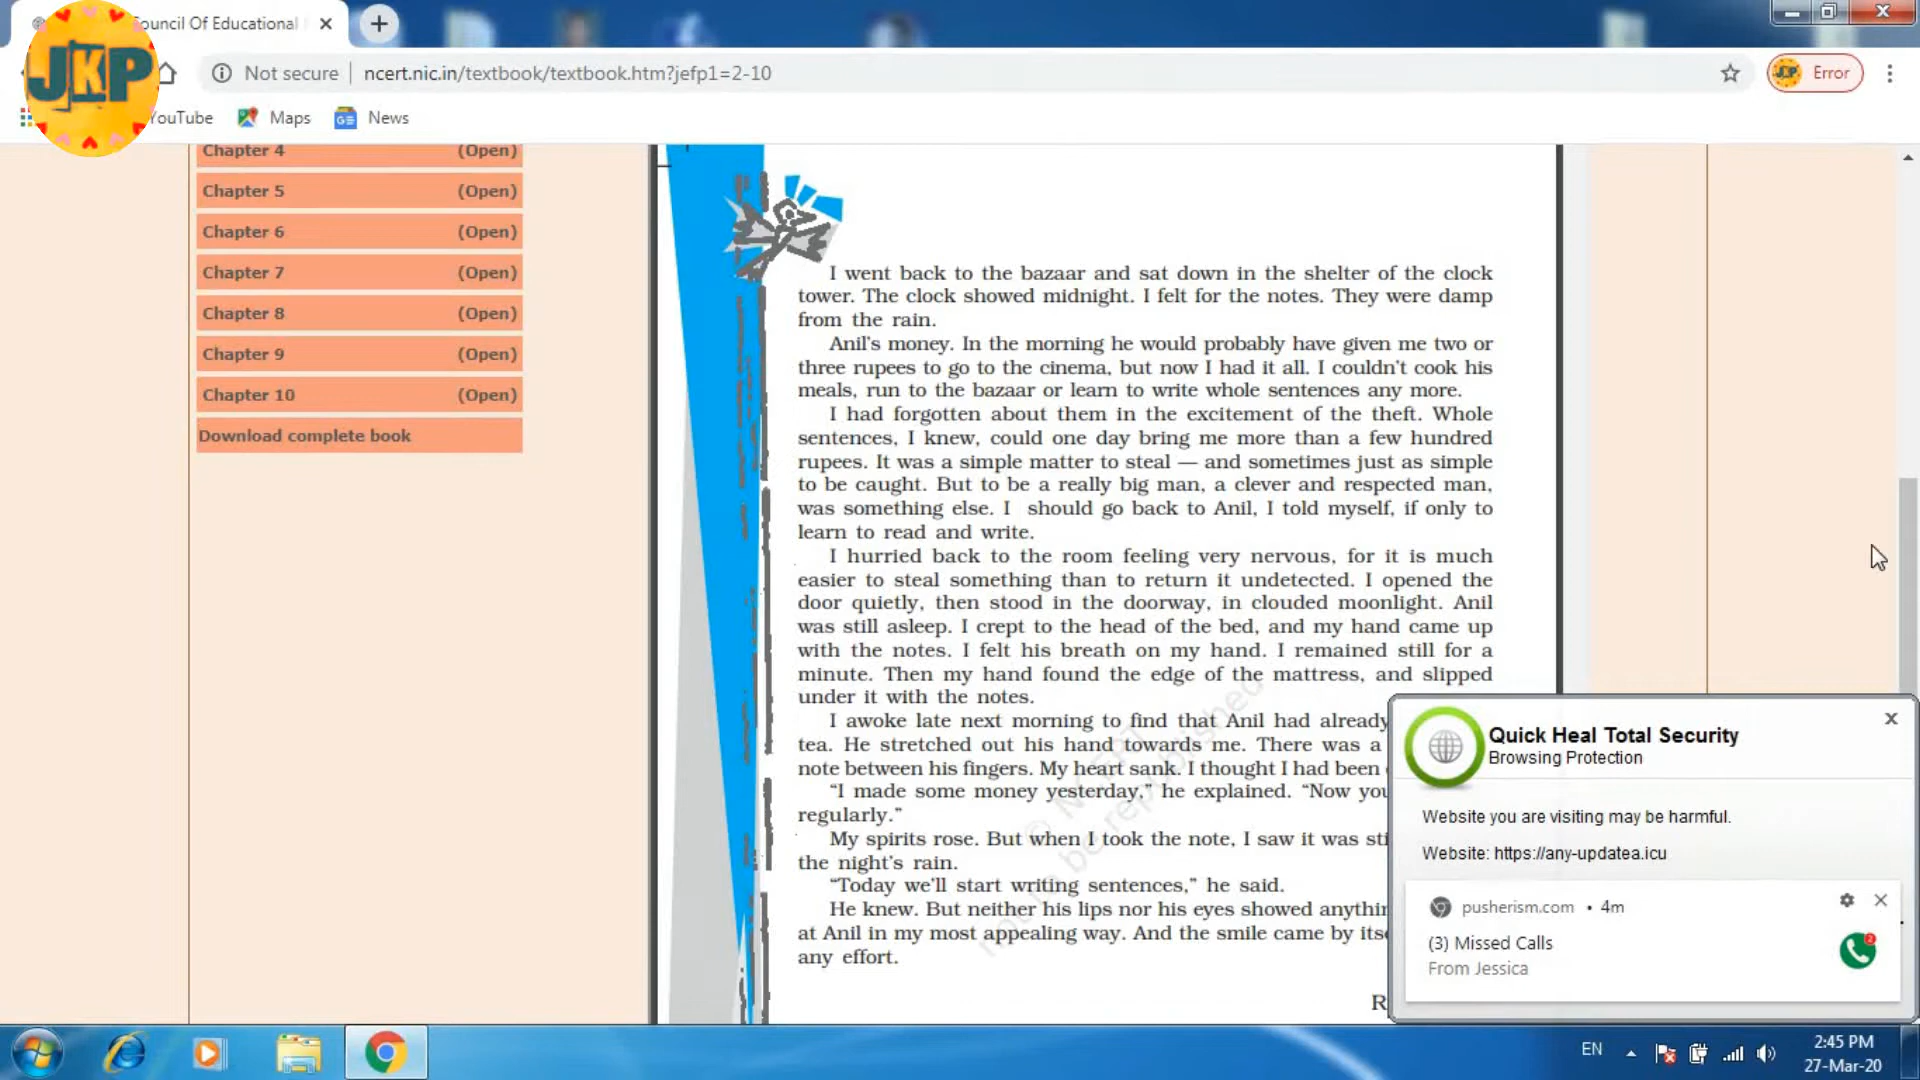 Council Of Educational
JKP
Not secure
ncert.nic.in/textbook/textbook.htm?jefp1=2-10
Error
YouTube
Maps
News
Chapter 4 (Open)
Chapter 5 (Open)
Chapter 6 (Open)
Chapter 7 (Open)
Chapter 8 (Open)
Chapter 9 (Open)
Chapter 10 (Open)
Download complete book
I went back to the bazaar and sat down in the shelter of the clock
tower. The clock showed midnight. I felt for the notes. They were damp
from the rain.
Anil's money. In the morning he would probably have given me two or
three rupees to go to the cinema, but now I had it all. I couldn't cook his
meals, run to the bazaar or learn to write whole sentences any more.
I had forgotten about them in the excitement of the theft. Whole
sentences, I knew, could one day bring me more than a few hundred
rupees. It was a simple matter to steal — and sometimes just as simple
to be caught. But to be a really big man, a clever and respected man,
was something else. I should go back to Anil, I told myself, if only to
learn to read and write.
I hurried back to the room feeling very nervous, for it is much
easier to steal something than to return it undetected. I opened the
door quietly, then stood in the doorway, in clouded moonlight. Anil
was still asleep. I crept to the head of the bed, and my hand came up
with the notes. I felt his breath on my hand. I remained still for a
minute. Then my hand found the edge of the mattress, and slipped
under it with the notes.
I awoke late next morning to find that Anil had already
tea. He stretched out his hand towards me. There was a
note between his fingers. My heart sank. I thought I had been
“I made some money yesterday,” he explained. “Now you
regularly.”
My spirits rose. But when I took the note, I saw it was sti
the night's rain.
“Today we'll start writing sentences,” he said.
He knew. But neither his lips nor his eyes showed anythin
at Anil in my most appealing way. And the smile came by itse
any effort.
R
© NCERT
not to be republished
Quick Heal Total Security
Browsing Protection
Website you are visiting may be harmful.
Website: https://any-updatea.icu
pusherism.com • 4m
(3) Missed Calls
From Jessica
2
EN
2:45 PM
27-Mar-20